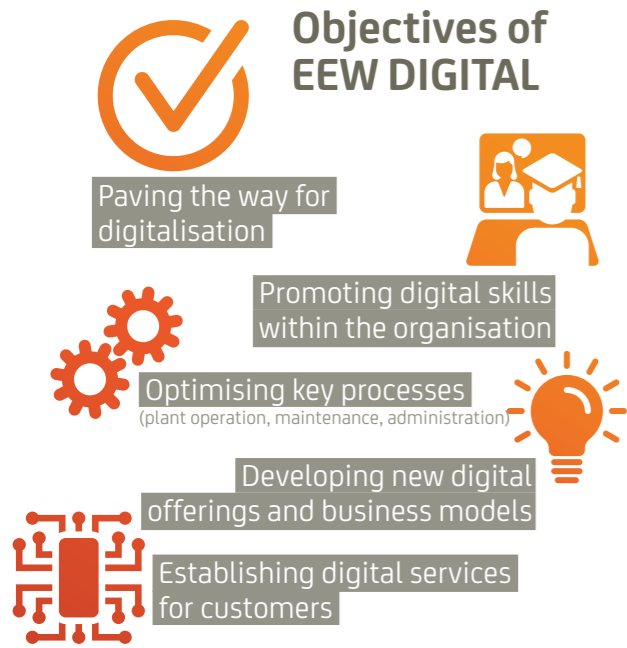 Objectives of
EEW DIGITAL
Paving the way for
digitalisation
Promoting digital skills
within the organisation
Optimising key processes
(plant operation, maintenance, administration)
Developing new digital
offerings and business models
Establishing digital services
for customers